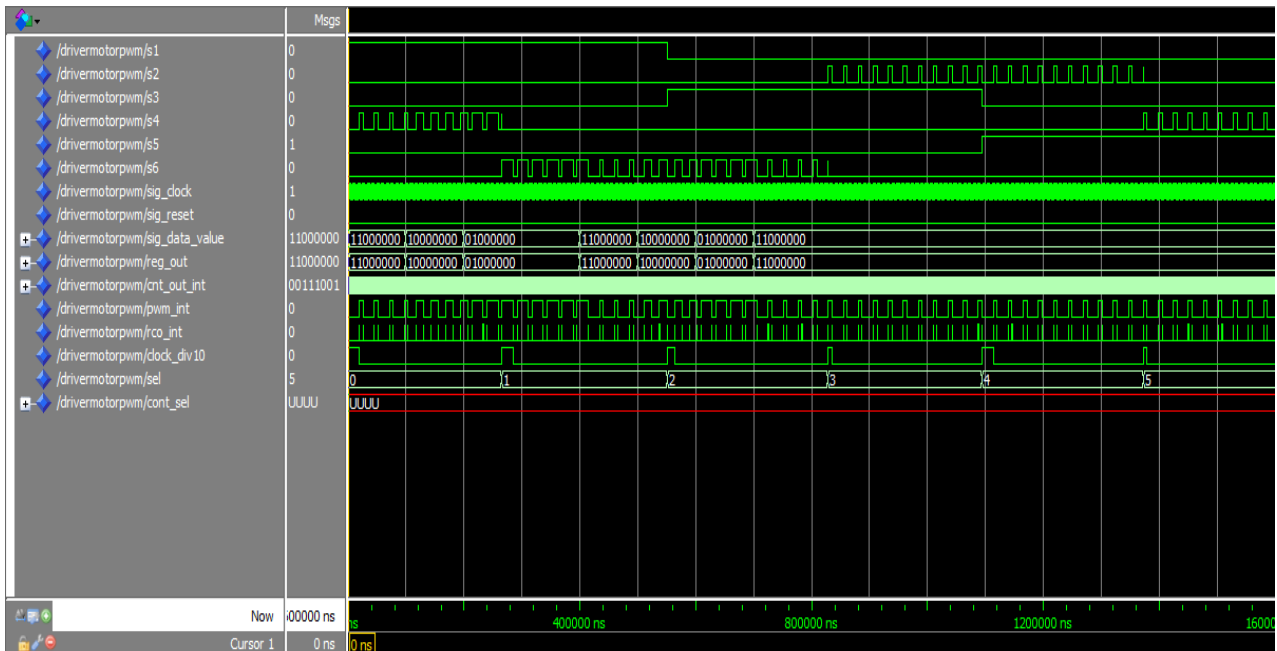 Msgs
/drivermotorpwm/s1 0
/drivermotorpwm/s2 0
/drivermotorpwm/s3 0
/drivermotorpwm/s4 0
/drivermotorpwm/s5 1
/drivermotorpwm/s6 0
/drivermotorpwm/sig_clock 1
/drivermotorpwm/sig_reset 0
/drivermotorpwm/sig_data_value 11000000 11000000 10000000 01000000 11000000 10000000 01000000 11000000
/drivermotorpwm/reg_out 11000000 11000000 10000000 01000000 11000000 10000000 01000000 11000000
/drivermotorpwm/cnt_out_int 00111001
/drivermotorpwm/pwm_int 0
/drivermotorpwm/rco_int 0
/drivermotorpwm/clock_div10 0
/drivermotorpwm/sel 5 0 1 2 3 4 5
/drivermotorpwm/cont_sel UUUU UUUU
Now 00000 ns ns 400000 ns 800000 ns 1200000 ns 16000
Cursor 1 0 ns 0 ns